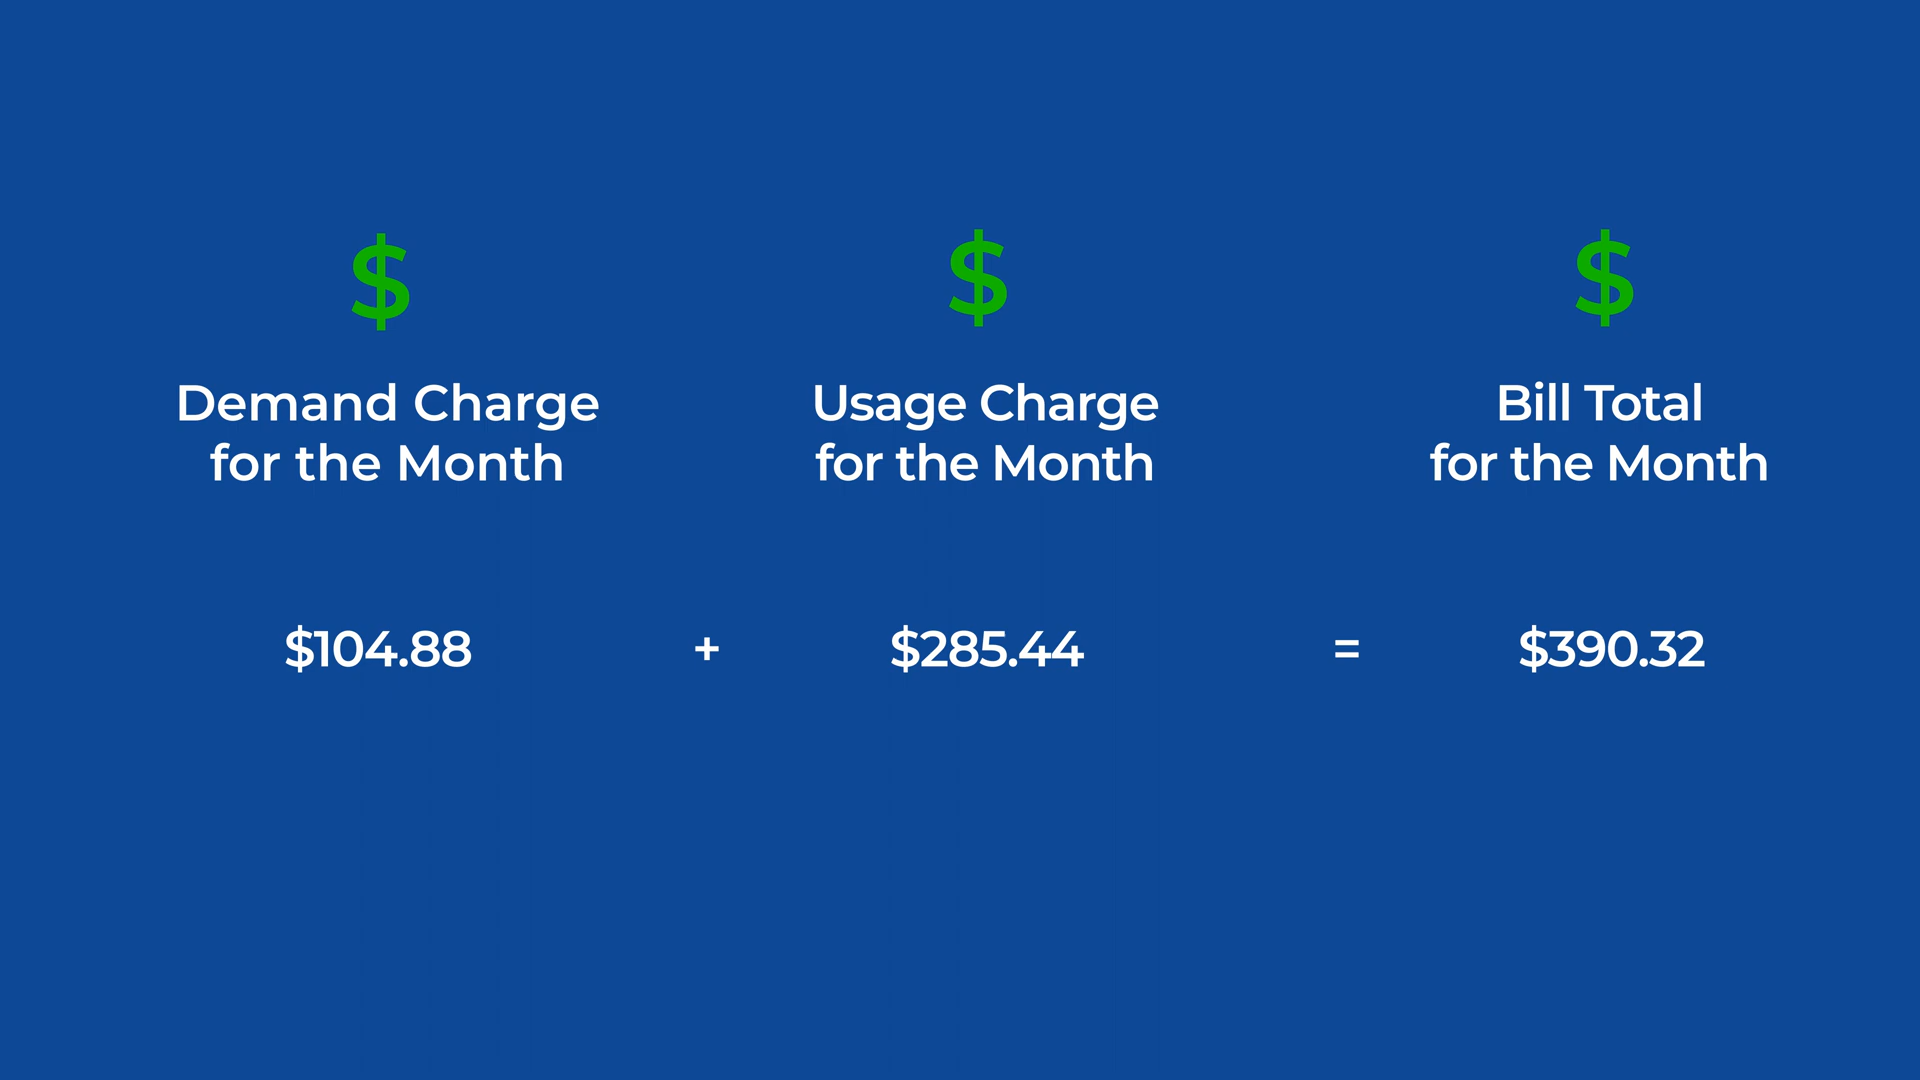 $ $ $
Demand Charge
for the Month
Usage Charge
for the Month
Bill Total
for the Month
$104.88 + $285.44 = $390.32